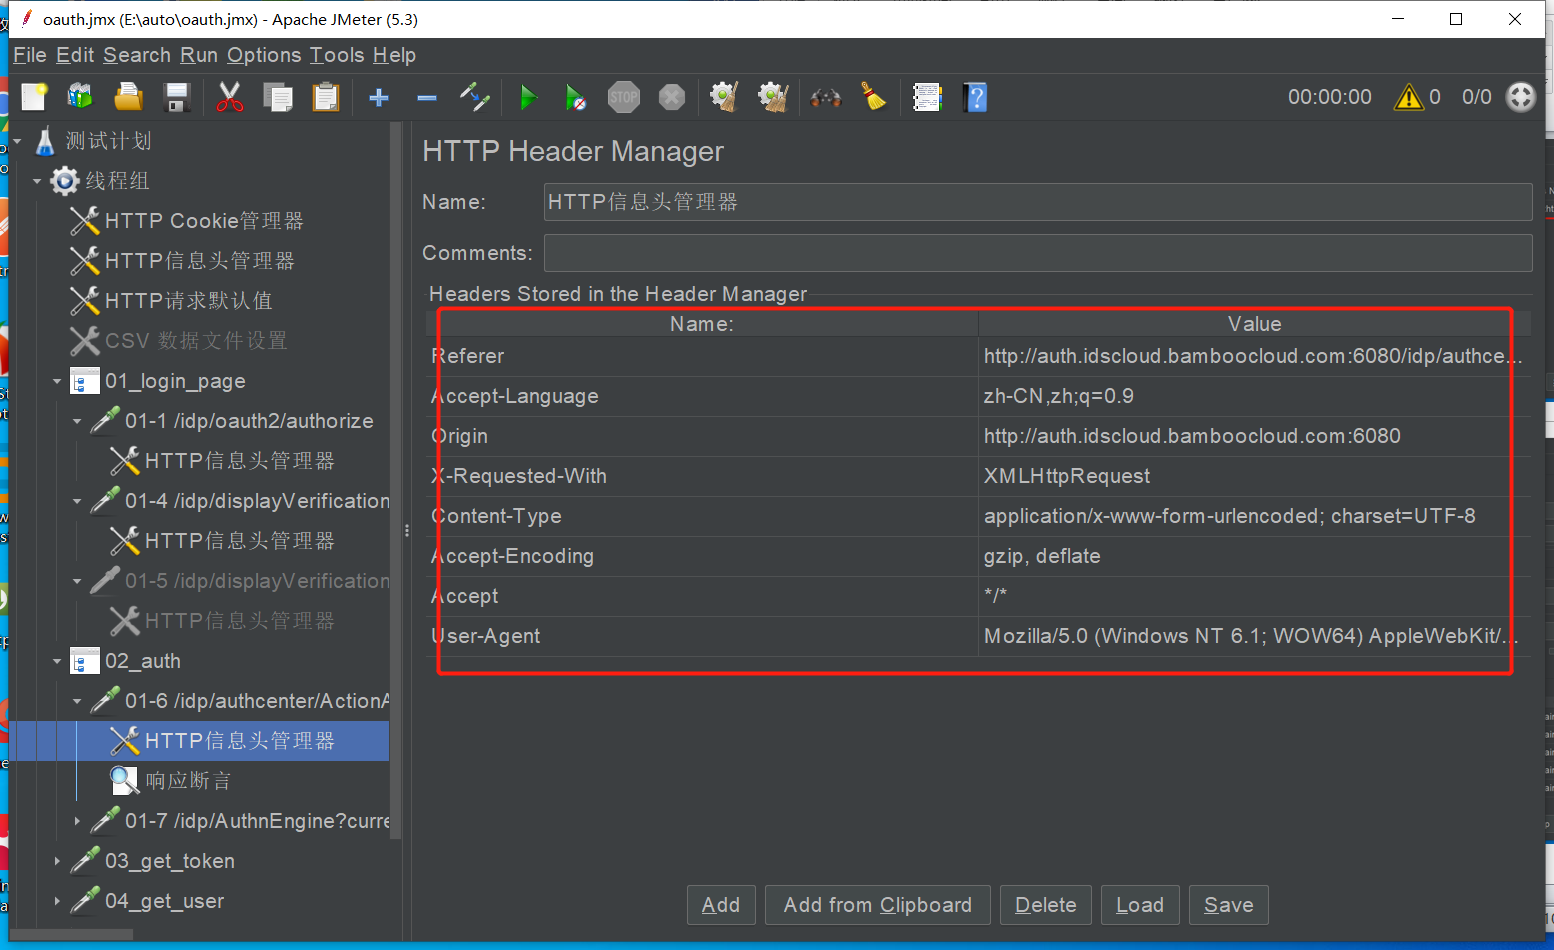 oauth.jmx (E:\auto\oauth.jmx) - Apache JMeter (5.3)
File Edit Search Run Options Tools Help
STOP
00:00:00 0 0/0
测试计划
线程组
HTTP Cookie管理器
HTTP信息头管理器
HTTP请求默认值
CSV 数据文件设置
01_login_page
01-1 /idp/oauth2/authorize
HTTP信息头管理器
01-4 /idp/displayVerification
HTTP信息头管理器
01-5 /idp/displayVerification
HTTP信息头管理器
02_auth
01-6 /idp/authcenter/ActionA
HTTP信息头管理器
响应断言
01-7 /idp/AuthnEngine?curre
03_get_token
04_get_user
HTTP Header Manager
Name: HTTP信息头管理器
Comments:
Headers Stored in the Header Manager
Name: Value
Referer http://auth.idscloud.bamboocloud.com:6080/idp/authce...
Accept-Language zh-CN,zh;q=0.9
Origin http://auth.idscloud.bamboocloud.com:6080
X-Requested-With XMLHttpRequest
Content-Type application/x-www-form-urlencoded; charset=UTF-8
Accept-Encoding gzip, deflate
Accept */*
User-Agent Mozilla/5.0 (Windows NT 6.1; WOW64) AppleWebKit/...
Add Add from Clipboard Delete Load Save